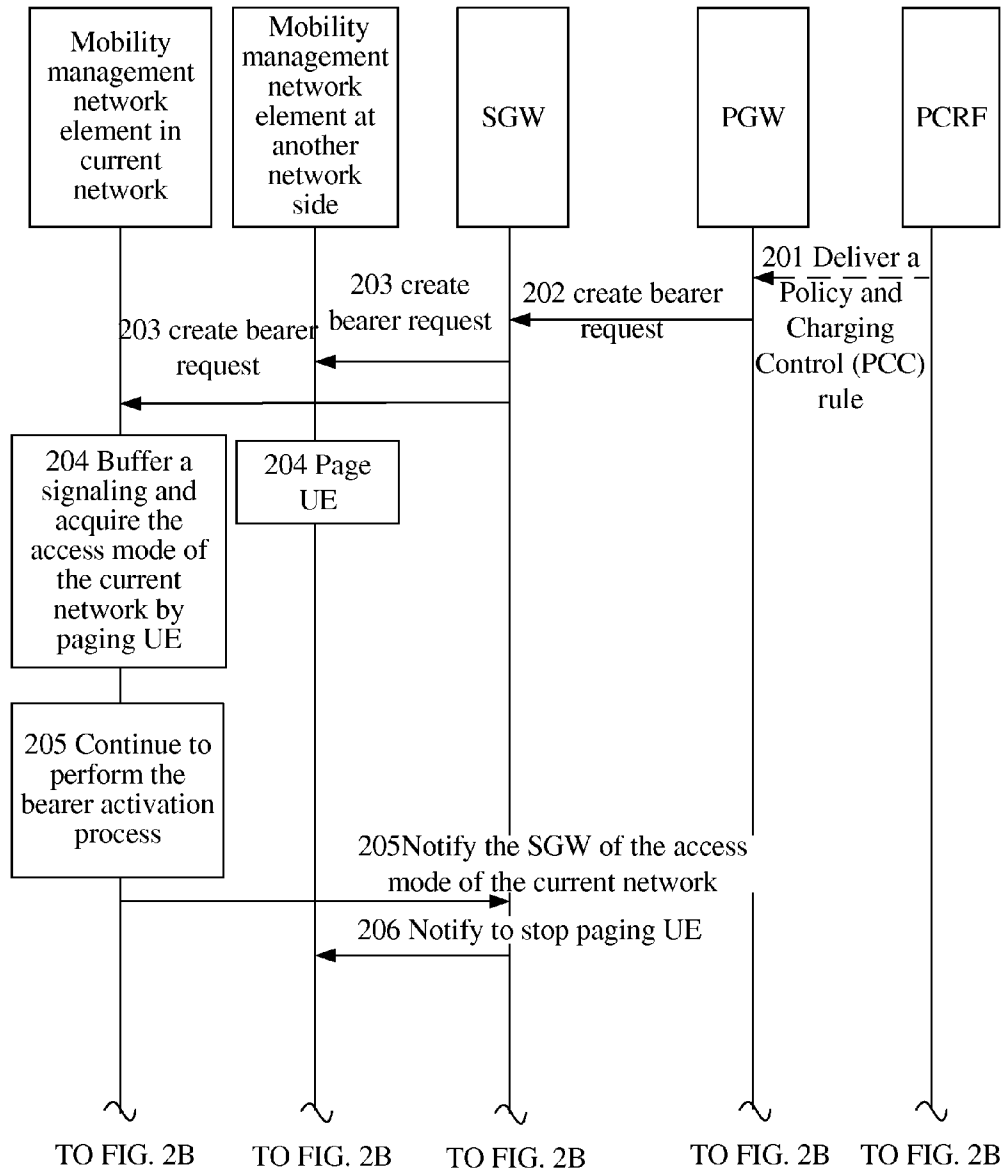 Mobility
management
network
element in
current
network
Mobility
management
network
element at
another
network
side
SGW
PGW
PCRF
201 Deliver a
Policy and
Charging
Control (PCC)
rule
202 create bearer
request
203 create
bearer request
203 create bearer
request
204 Buffer a
signaling and
acquire the
access mode of
the current
network by
paging UE
204 Page
UE
205 Continue to
perform the
bearer activation
process
205Notify the SGW of the access
mode of the current network
206 Notify to stop paging UE
TO FIG. 2B
TO FIG. 2B
TO FIG. 2B
TO FIG. 2B
TO FIG. 2B